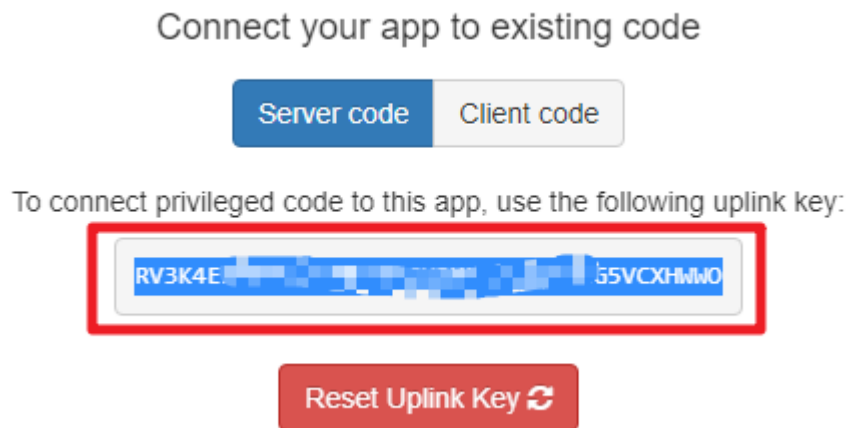 Connect your app to existing code
Server code Client code
To connect privileged code to this app, use the following uplink key:
RV3K4E G5VCXHWWO
Reset Uplink Key